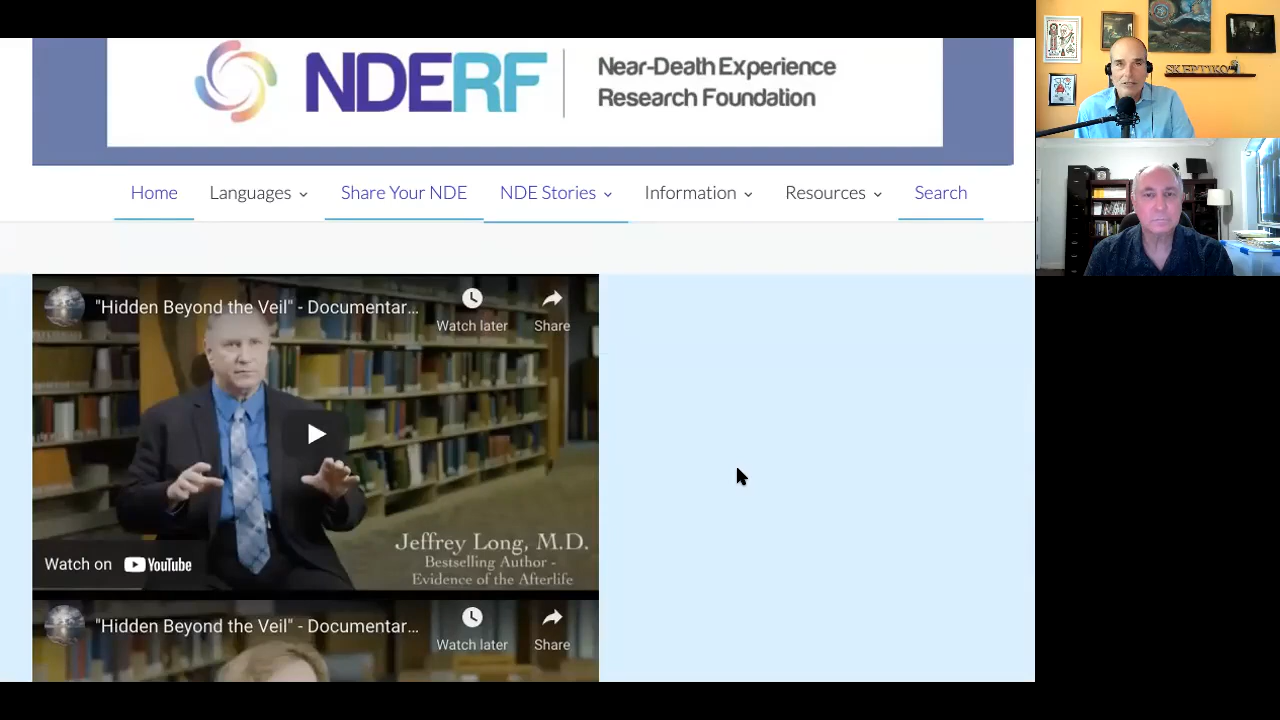 NDERF
Near-Death Experience
Research Foundation
Home
Languages
Share Your NDE
NDE Stories
Information
Resources
Search
"Hidden Beyond the Veil" - Documentar...
Watch later
Share
Jeffrey Long, M.D.
Bestselling Author -
Evidence of the Afterlife
Watch on YouTube
"Hidden Beyond the Veil" - Documentar...
Watch later
Share
SKEPTIKO